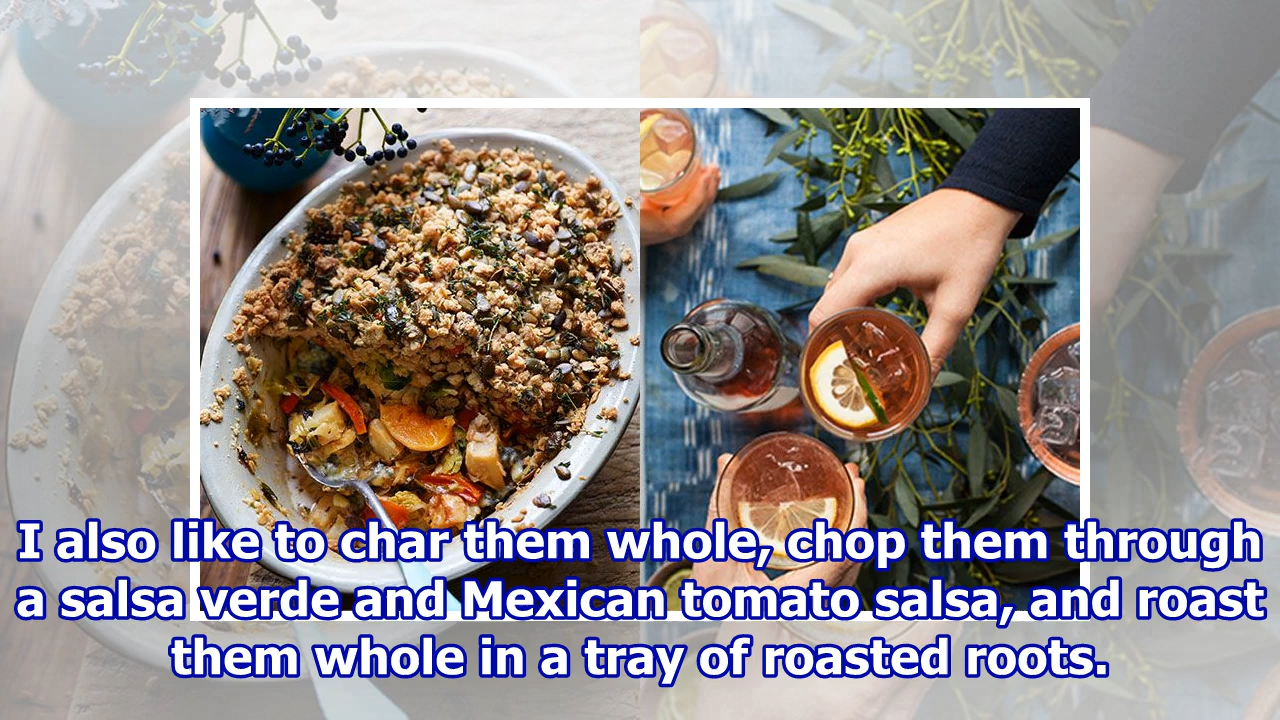 I also like to char them whole, chop them through
a salsa verde and Mexican tomato salsa, and roast
them whole in a tray of roasted roots.